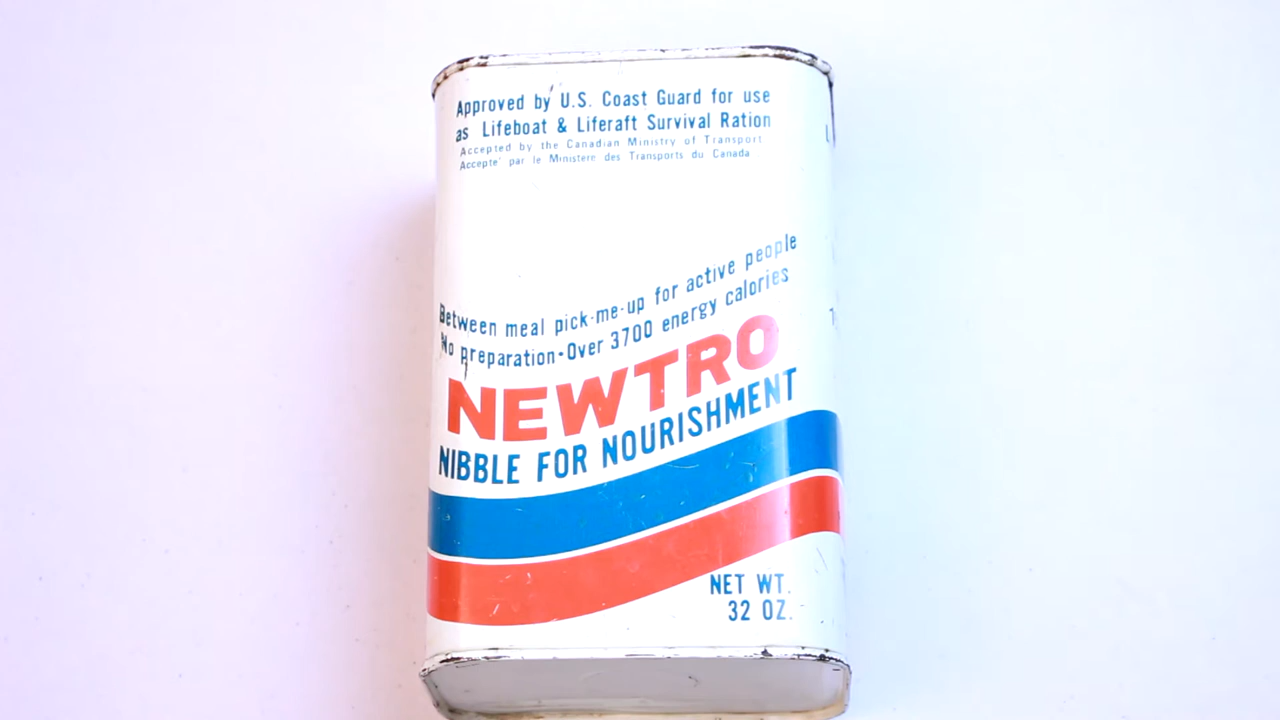 Approved by U.S. Coast Guard for use
as Lifeboat & Liferaft Survival Ration
Accepted by the Canadian Ministry of Transport
Accepte' par le Ministere des Transports du Canada
Between meal pick-me-up for active people
No preparation-Over 3700 energy calories
NEWTRO
NIBBLE FOR NOURISHMENT
NET WT.
32 OZ.